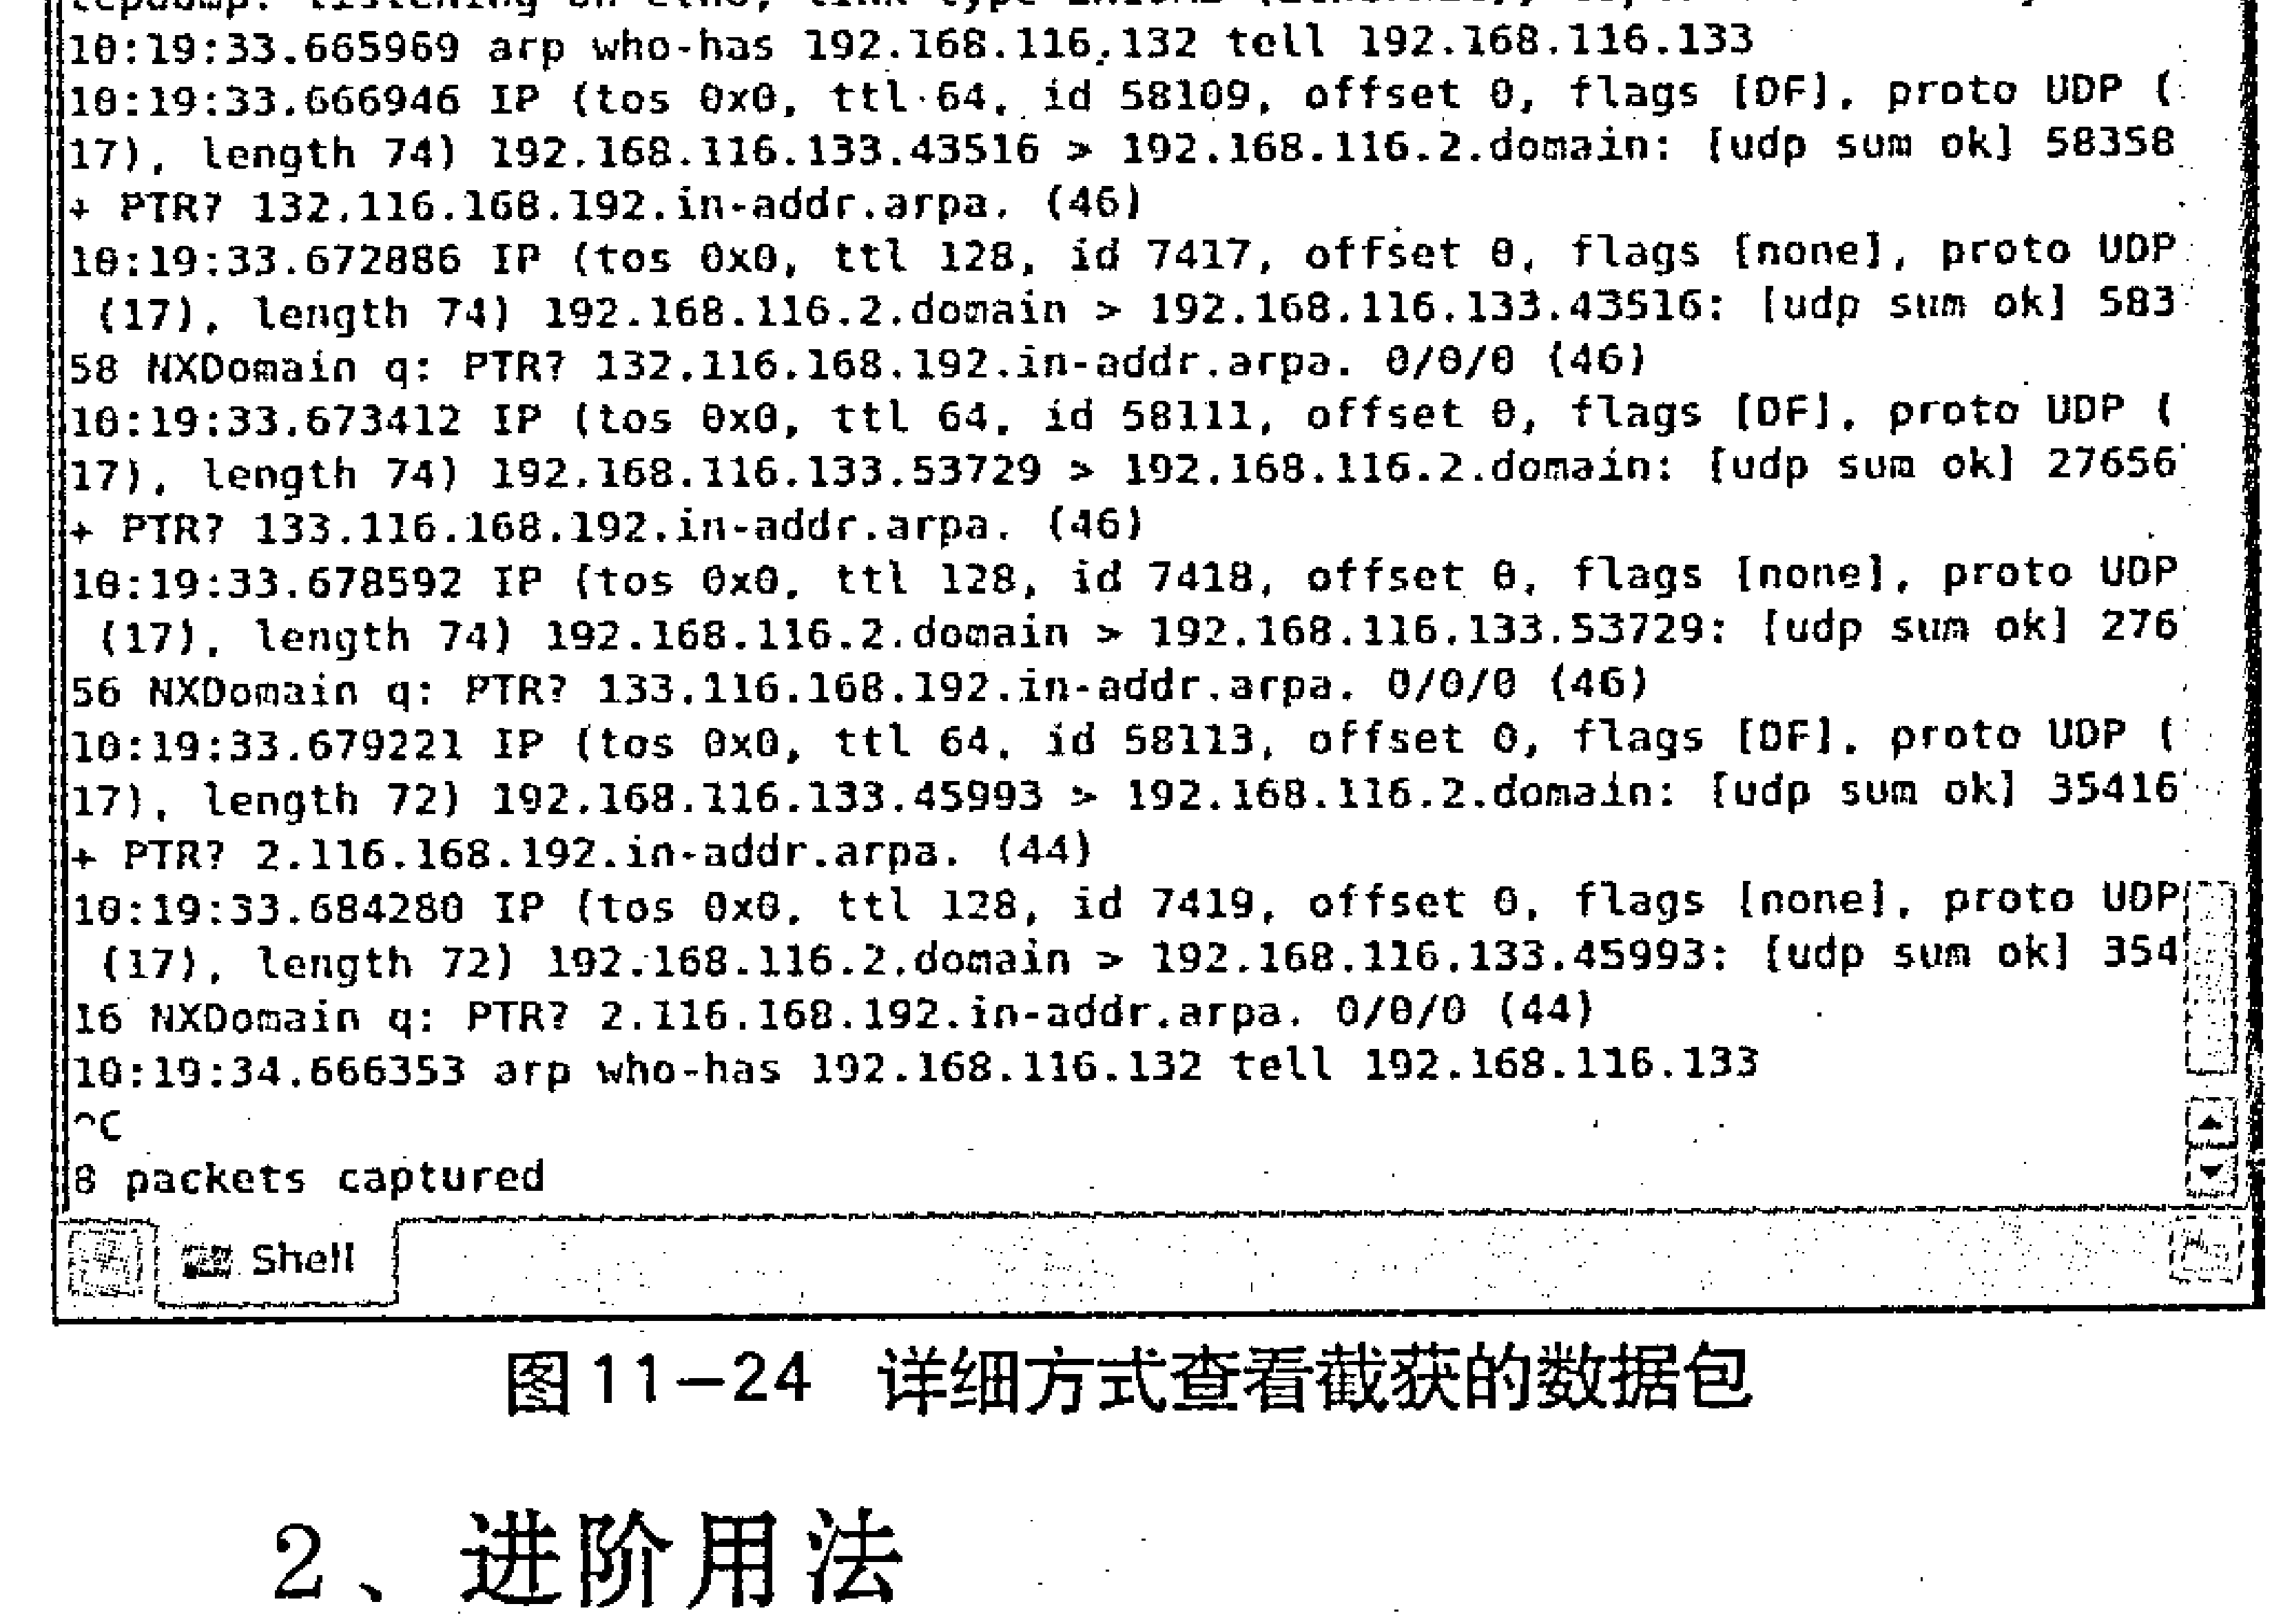 10:19:33.665969 arp who-has 192.168.116.132 tell 192.168.116.133
10:19:33.666946 IP (tos 0x0, ttl 64, id 58109, offset 0, flags [DF], proto UDP (
17), length 74) 192.168.116.133.43516 > 192.168.116.2.domain: [udp sum ok] 58358
+ PTR? 132.116.168.192.in-addr.arpa. (46)
10:19:33.672886 IP (tos 0x0, ttl 128, id 7417, offset 0, flags [none], proto UDP
(17), length 74) 192.168.116.2.domain > 192.168.116.133.43516: [udp sum ok] 583
58 NXDomain q: PTR? 132.116.168.192.in-addr.arpa. 0/0/0 (46)
10:19:33.673412 IP (tos 0x0, ttl 64, id 58111, offset 0, flags [DF], proto UDP (
17), length 74) 192.168.116.133.53729 > 192.168.116.2.domain: [udp sum ok] 27656
+ PTR? 133.116.168.192.in-addr.arpa. (46)
10:19:33.678592 IP (tos 0x0, ttl 128, id 7418, offset 0, flags [none], proto UDP
(17), length 74) 192.168.116.2.domain > 192.168.116.133.53729: [udp sum ok] 276
56 NXDomain q: PTR? 133.116.168.192.in-addr.arpa. 0/0/0 (46)
10:19:33.679221 IP (tos 0x0, ttl 64, id 58113, offset 0, flags [DF], proto UDP (
17), length 72) 192.168.116.133.45993 > 192.168.116.2.domain: [udp sum ok] 35416
+ PTR? 2.116.168.192.in-addr.arpa. (44)
10:19:33.684280 IP (tos 0x0, ttl 128, id 7419, offset 0, flags [none], proto UDP
(17), length 72) 192.168.116.2.domain > 192.168.116.133.45993: [udp sum ok] 354
16 NXDomain q: PTR? 2.116.168.192.in-addr.arpa. 0/0/0 (44)
10:19:34.666353 arp who-has 192.168.116.132 tell 192.168.116.133
^C
8 packets captured
Shell
图11-24 详细方式查看截获的数据包
2、进阶用法